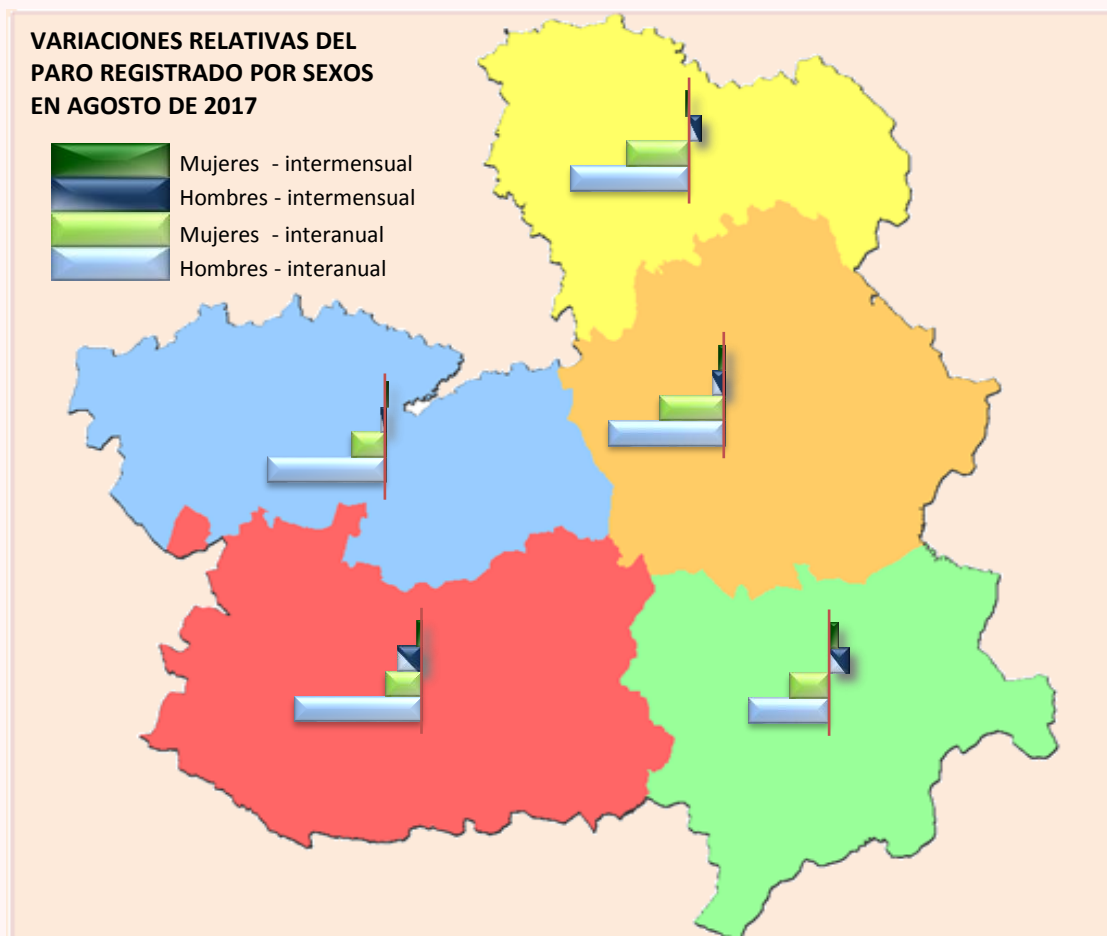 VARIACIONES RELATIVAS DEL
PARO REGISTRADO POR SEXOS
EN AGOSTO DE 2017
Mujeres - intermensual
Hombres - intermensual
Mujeres - interanual
Hombres - interanual